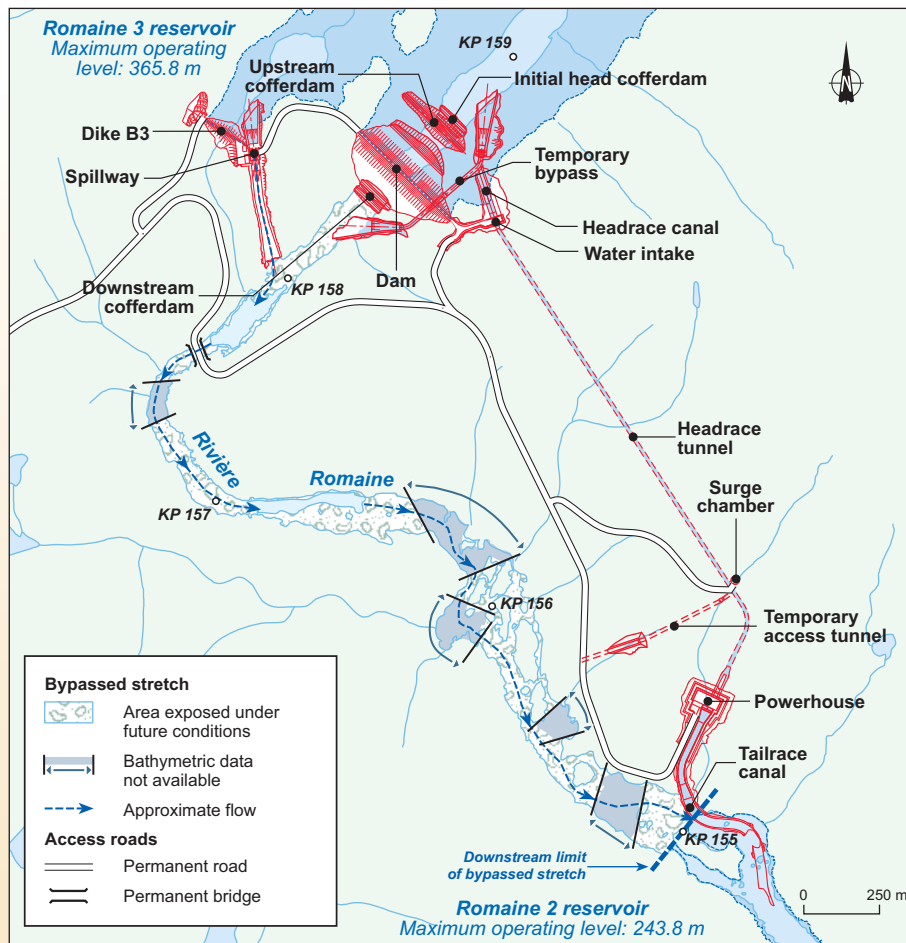 Romaine 3 reservoir
Maximum operating
level: 365.8 m
KP 159
Upstream
cofferdam
Initial head cofferdam
Dike B3
Spillway
Temporary
bypass
Headrace canal
Water intake
Dam
KP 158
Downstream
cofferdam
Rivière
Romaine
KP 157
Headrace
tunnel
Surge
chamber
KP 156
Temporary
access tunnel
Powerhouse
Tailrace
canal
KP 155
Downstream limit
of bypassed stretch
Romaine 2 reservoir
Maximum operating level: 243.8 m
0 250 m
Bypassed stretch
Area exposed under
future conditions
Bathymetric data
not available
Approximate flow
Access roads
Permanent road
Permanent bridge